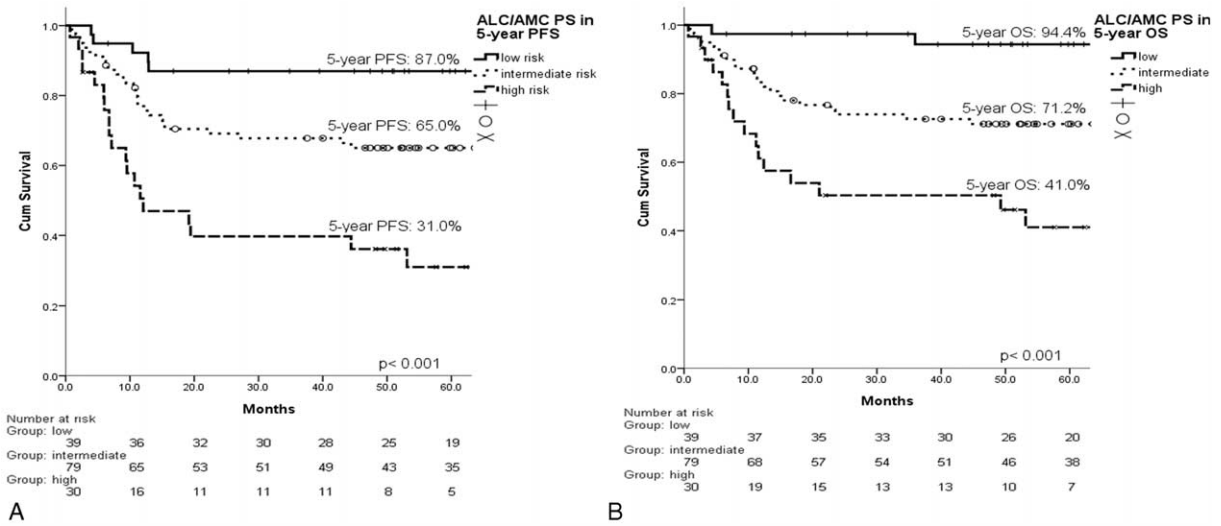 ALC/AMC PS in
5-year PFS
low risk
intermediate risk
high risk
1.0
0.8
0.6
0.4
0.2
0.0
Cum Survival
5-year PFS: 87.0%
5-year PFS: 65.0%
5-year PFS: 31.0%
p< 0.001
0.0 10.0 20.0 30.0 40.0 50.0 60.0
Months
Number at risk
Group: low
39 36 32 30 28 25 19
Group: intermediate
79 65 53 51 49 43 35
Group: high
30 16 11 11 11 8 5
A
ALC/AMC PS in
5-year OS
low
intermediate
high
1.0
0.8
0.6
0.4
0.2
0.0
Cum Survival
5-year OS: 94.4%
5-year OS: 71.2%
5-year OS: 41.0%
p< 0.001
0.0 10.0 20.0 30.0 40.0 50.0 60.0
Months
Number at risk
Group: low
39 37 35 33 30 26 20
Group: intermediate
79 68 57 54 51 46 38
Group: high
30 19 15 13 13 10 7
B